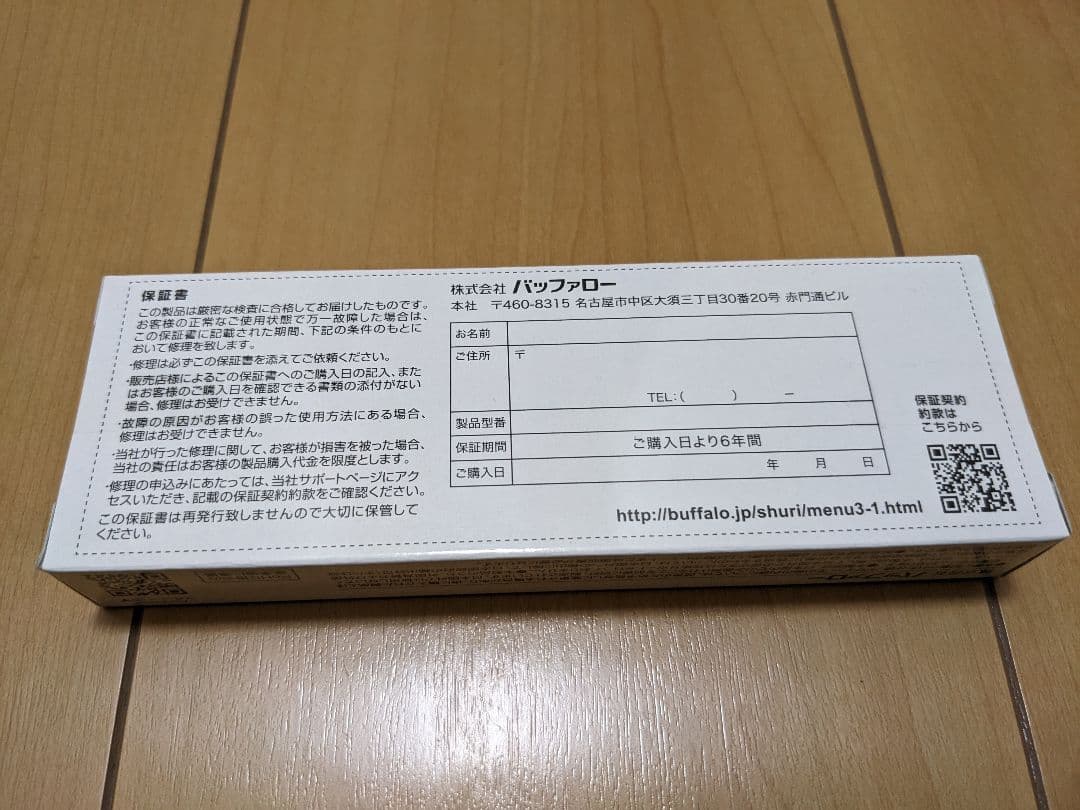 保証書
この製品は厳密な検査に合格してお届けしたものです。
お客様の正常なご使用状態で万一故障した場合は、
この保証書に記載された期間、下記の条件のもとに
おいて修理を致します。
・修理は必ずこの保証書を添えてご依頼ください。
・販売店様によるこの保証書へのご購入日の記入、また
はお客様のご購入日を確認できる書類の添付がない
場合、修理はお受けできません。
・故障の原因がお客様の誤った使用方法にある場合、
修理はお受けできません。
・当社が行った修理に関して、お客様が損害を被った場合、
当社の責任はお客様の製品購入代金を限度とします。
・修理の申込みにあたっては、当社サポートページにアク
セスいただき、記載の保証契約約款をご確認ください。
この保証書は再発行致しませんので大切に保管して
ください。
株式会社 バッファロー
本社 〒460-8315 名古屋市中区大須三丁目30番20号 赤門通ビル
お名前
ご住所 〒
TEL:( ) −
製品型番
保証期間 ご購入日より6年間
ご購入日 年 月 日
http://buffalo.jp/shuri/menu3-1.html
保証契約
約款は
こちらから